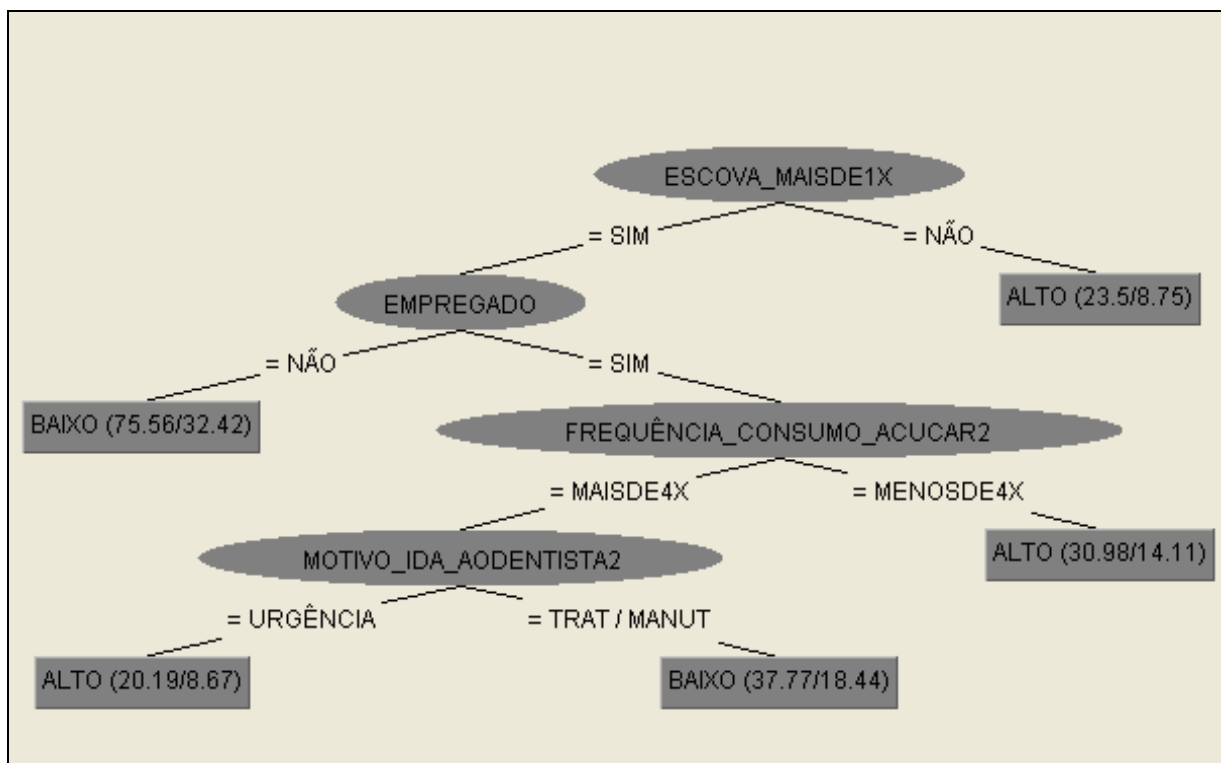 ESCOVA_MAISDE1X
= SIM
= NÃO
EMPREGADO
ALTO (23.5/8.75)
= NÃO
= SIM
BAIXO (75.56/32.42)
FREQUÊNCIA_CONSUMO_ACUCAR2
= MAISDE4X
= MENOSDE4X
MOTIVO_IDA_AODENTISTA2
ALTO (30.98/14.11)
= URGÊNCIA
= TRAT / MANUT
ALTO (20.19/8.67)
BAIXO (37.77/18.44)